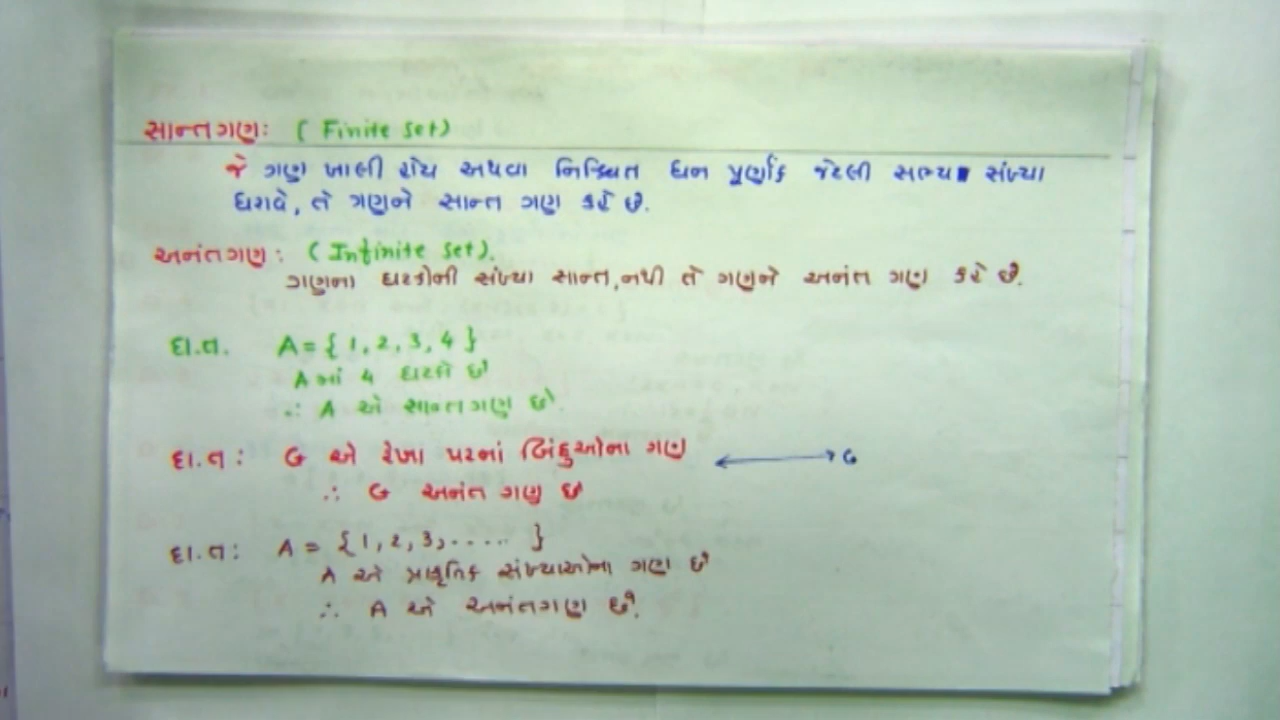 સાન્તગણ: ( Finite Set)
જે ગણ ખાલી હોય અથવા નિશ્ચિત ધન પૂર્ણાંક જેટલી સભ્ય સંખ્યા
ધરાવે, તે ગણને સાન્ત ગણ કહે છે.
અનંતગણ: ( Infinite Set).
ગણના ઘટકોની સંખ્યા સાન્ત નથી તે ગણને અનંત ગણ કહે છે.
દા.ત. A = { 1, 2, 3, 4 }
A માં 4 ઘટકો છે
∴ A એ સાન્તગણ છે.
દા.ત : G એ રેખા પરનાં બિંદુઓના ગણ G
∴ G અનંત ગણ છે
દા.ત : A = {1, 2, 3, ..... }
A એ પ્રાકૃતિક સંખ્યાઓના ગણ છે
∴ A એ અનંતગણ છે.